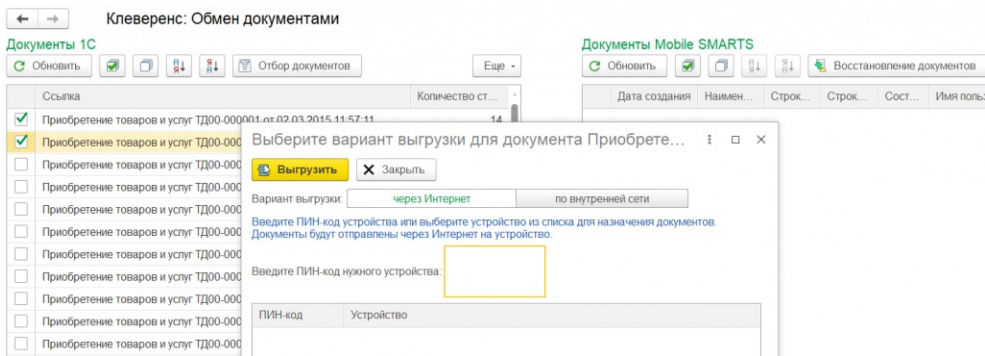 Клеверенс: Обмен документами
Документы 1С
Документы Mobile SMARTS
Обновить
Отбор документов
Еще
Обновить
Восстановление документов
Ссылка
Количество ст...
Дата создания
Наимен...
Строк...
Строк...
Сост...
Имя поль
Приобретение товаров и услуг ТД00-000001 от 02.03.2015 11:57:11
14
Приобретение товаров и услуг ТД00-000
Выберите вариант выгрузки для документа Приобрете...
Приобретение товаров и услуг ТД00-000
Выгрузить
Закрыть
Приобретение товаров и услуг ТД00-000
Вариант выгрузки:
через Интернет
по внутренней сети
Приобретение товаров и услуг ТД00-000
Введите ПИН-код устройства или выберите устройство из списка для назначения документов.
Документы будут отправлены через Интернет на устройство.
Приобретение товаров и услуг ТД00-000
Приобретение товаров и услуг ТД00-000
Введите ПИН-код нужного устройства:
Приобретение товаров и услуг ТД00-000
Приобретение товаров и услуг ТД00-000
ПИН-код
Устройство
Приобретение товаров и услуг ТД00-000
Приобретение товаров и услуг ТД00-000